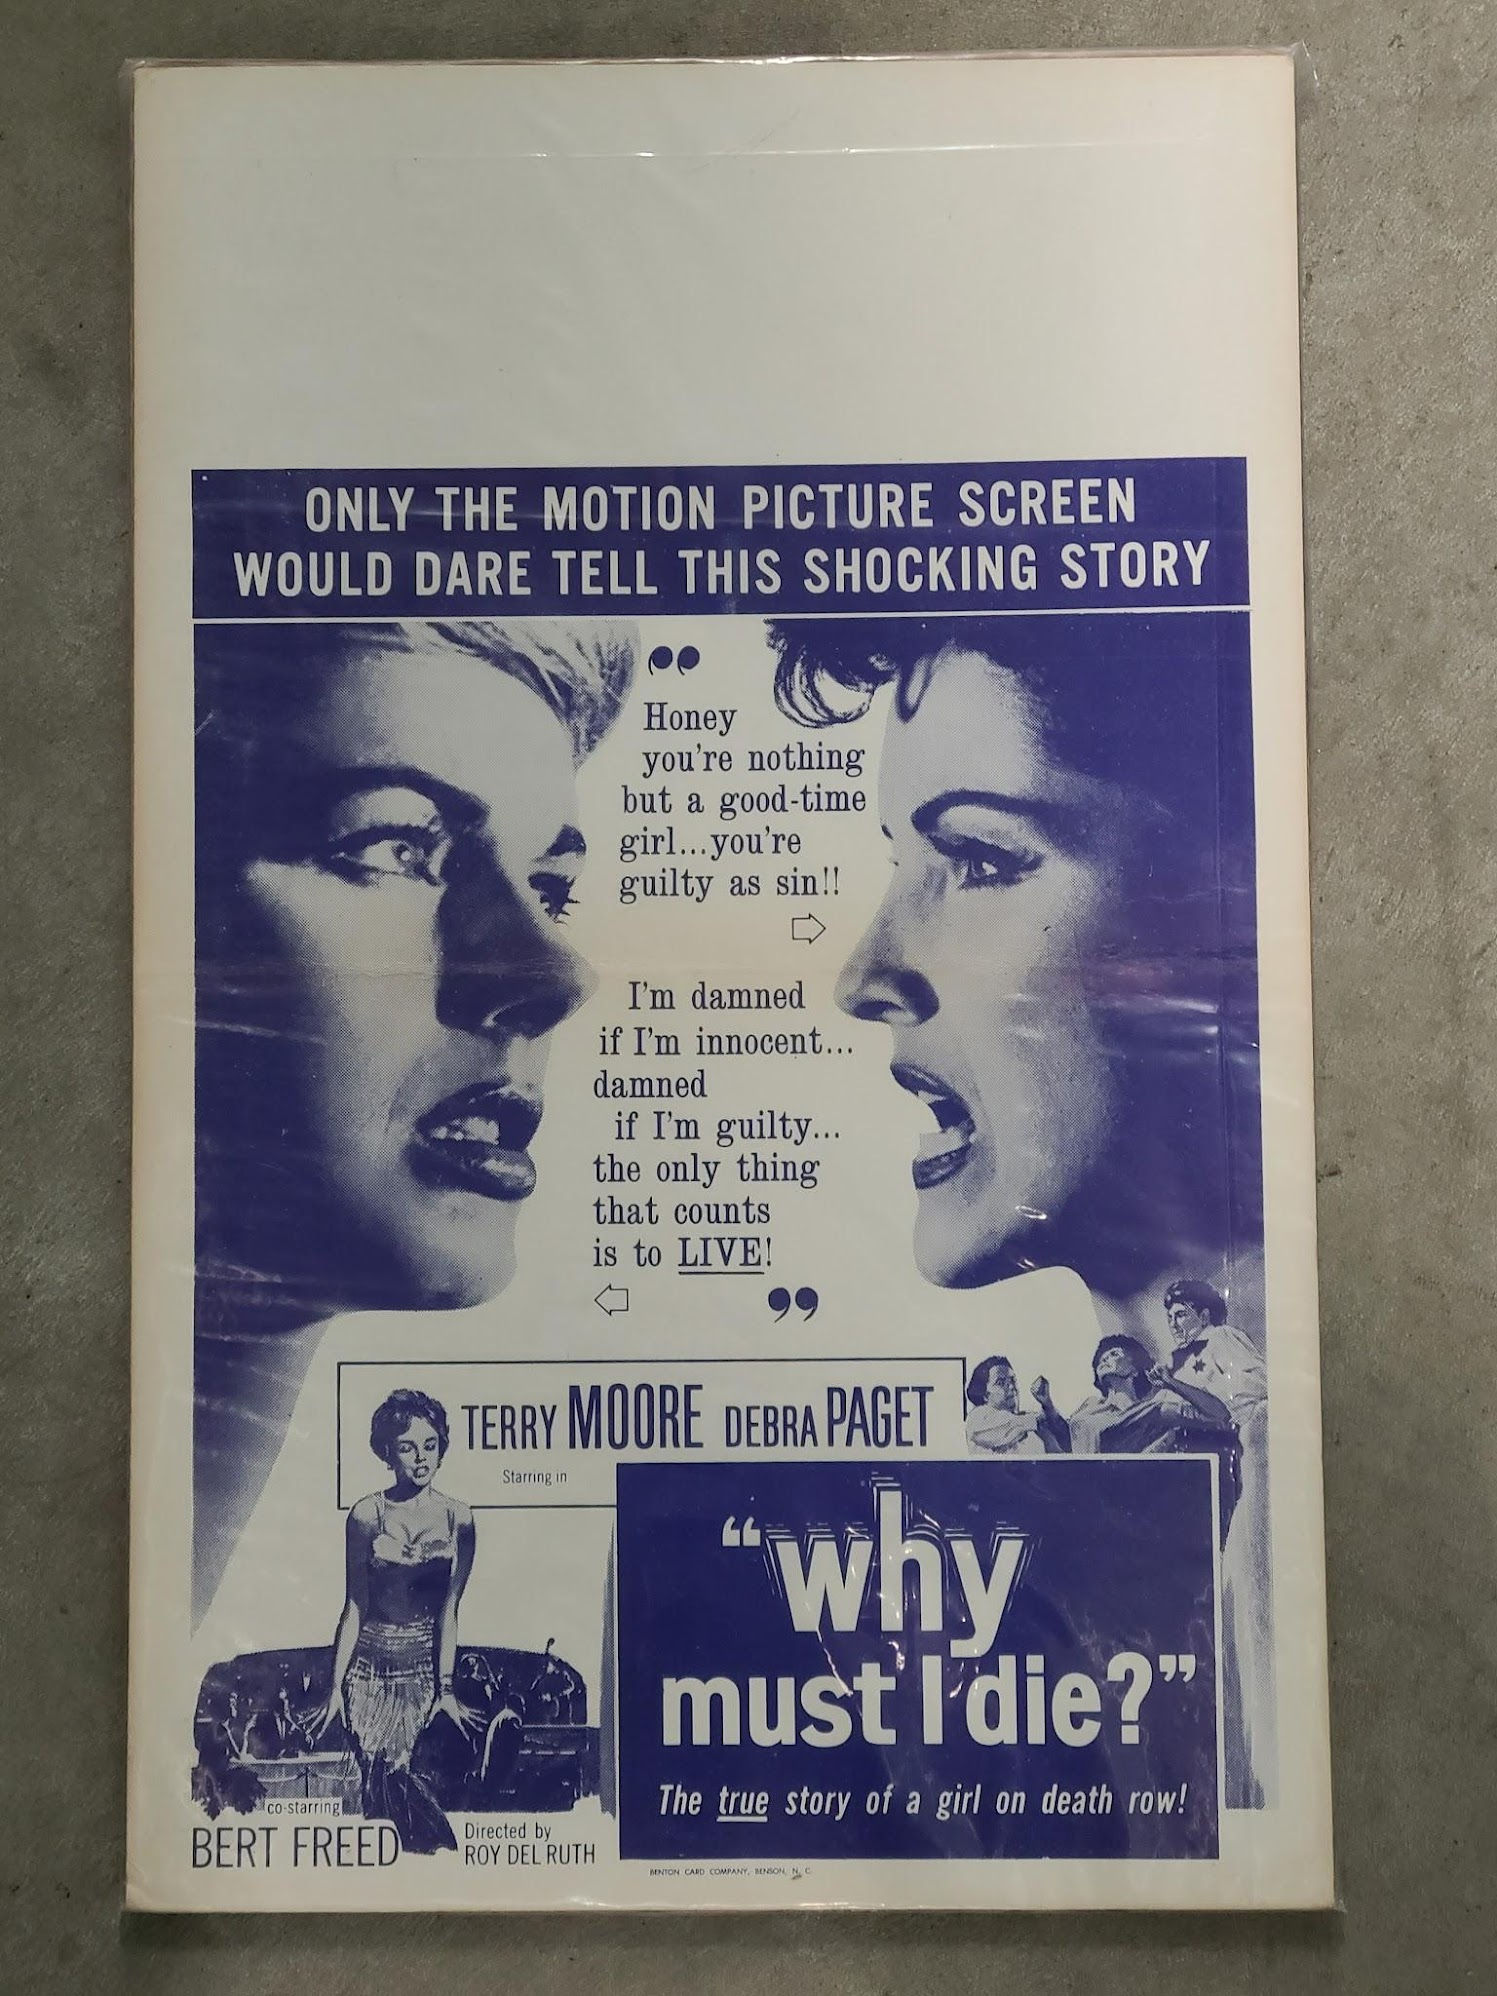 ONLY THE MOTION PICTURE SCREEN
WOULD DARE TELL THIS SHOCKING STORY
“
Honey
you're nothing
but a good-time
girl...you're
guilty as sin!!
I'm damned
if I'm innocent...
damned
if I'm guilty...
the only thing
that counts
is to LIVE!
”
TERRY MOORE DEBRA PAGET
Starring in
“why
must I die?”
The true story of a girl on death row!
co-starring
BERT FREED
Directed by
ROY DEL RUTH
BENTON CARD COMPANY, BENSON, N. C.